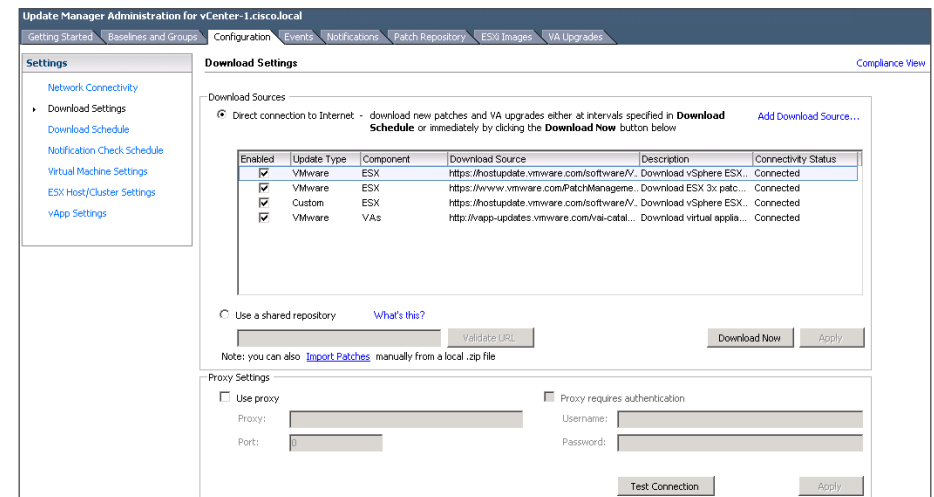 Update Manager Administration for vCenter-1.cisco.local
Getting Started Baselines and Groups Configuration Events Notifications Patch Repository ESXi Images VA Upgrades
Settings
Network Connectivity
Download Settings
Download Schedule
Notification Check Schedule
Virtual Machine Settings
ESX Host/Cluster Settings
vApp Settings
Download Settings Compliance View
Download Sources
Direct connection to Internet - download new patches and VA upgrades either at intervals specified in Download Add Download Source...
Schedule or immediately by clicking the Download Now button below
Enabled Update Type Component Download Source Description Connectivity Status
VMware ESX https://hostupdate.vmware.com/software/V.. Download vSphere ESX.. Connected
VMware ESX https://www.vmware.com/PatchManageme.. Download ESX 3x patc... Connected
Custom ESX https://hostupdate.vmware.com/software/V.. Download vSphere ESX.. Connected
VMware VAs http://vapp-updates.vmware.com/vai-catal... Download virtual applia... Connected
Use a shared repository What's this?
Validate URL Download Now Apply
Note: you can also Import Patches manually from a local .zip file
Proxy Settings
Use proxy Proxy requires authentication
Proxy: Username:
Port: 0 Password:
Test Connection Apply